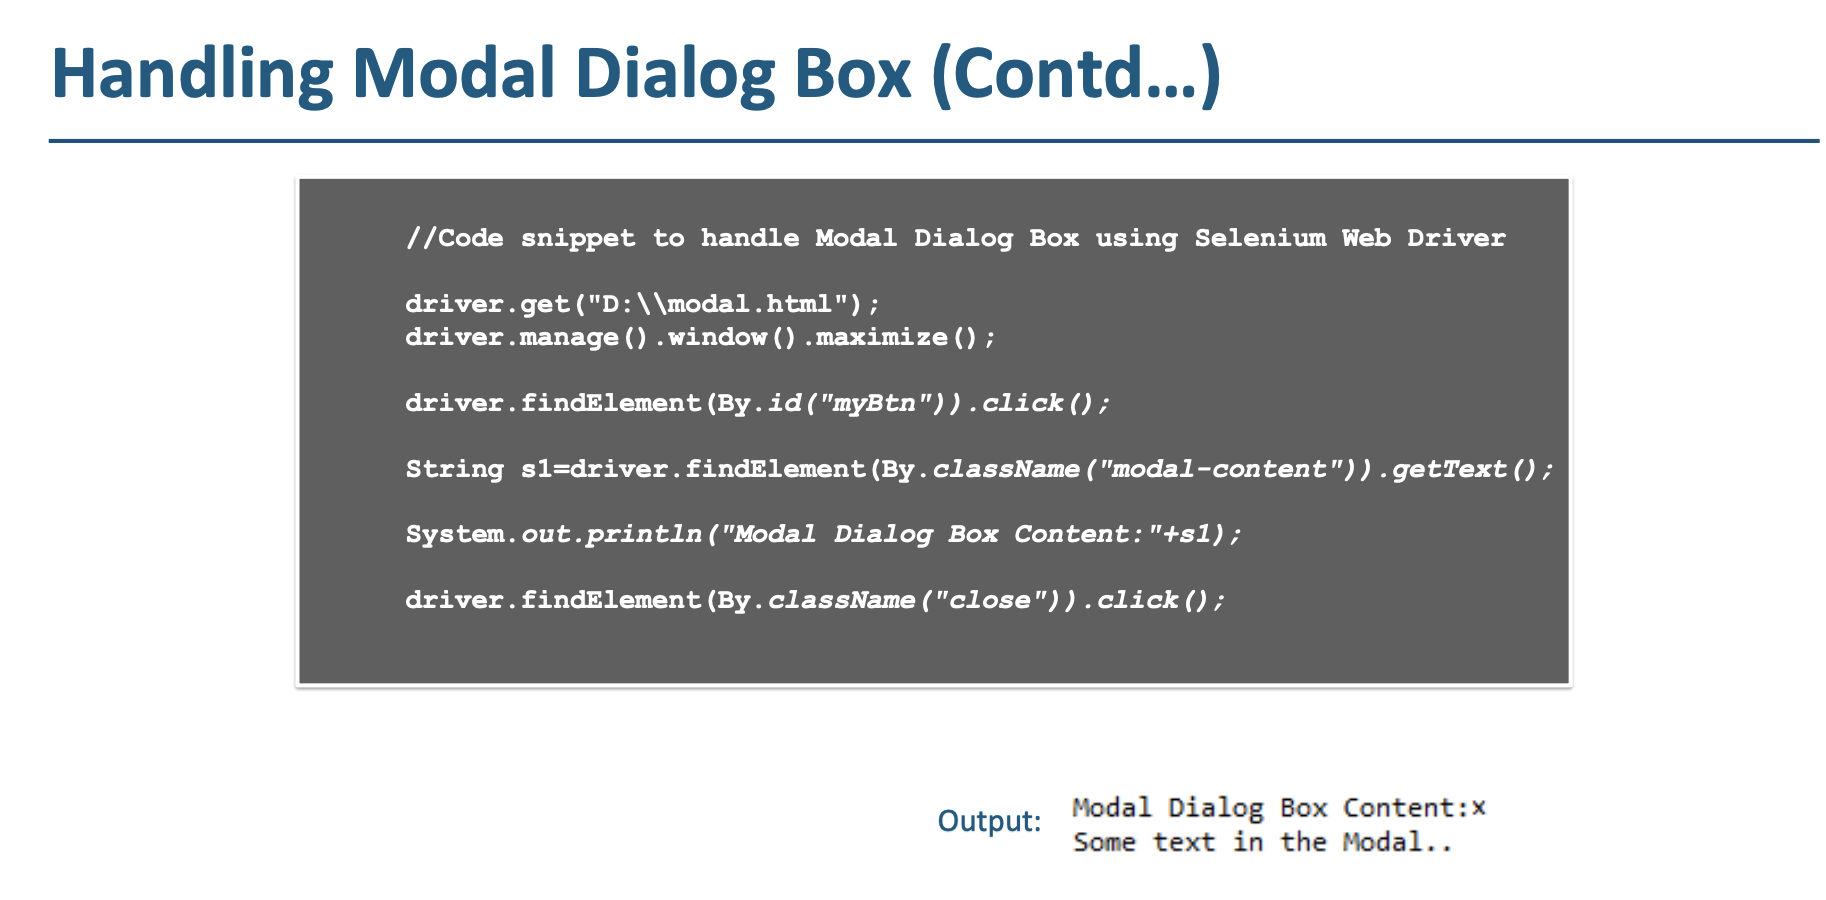 Handling Modal Dialog Box (Contd...)
//Code snippet to handle Modal Dialog Box using Selenium Web Driver
driver.get("D:\\modal.html");
driver.manage().window().maximize();
driver.findElement(By.id("myBtn")).click();
String s1=driver.findElement(By.className("modal-content")).getText();
System.out.println("Modal Dialog Box Content:"+s1);
driver.findElement(By.className("close")).click();
Output:
Modal Dialog Box Content:×
Some text in the Modal..